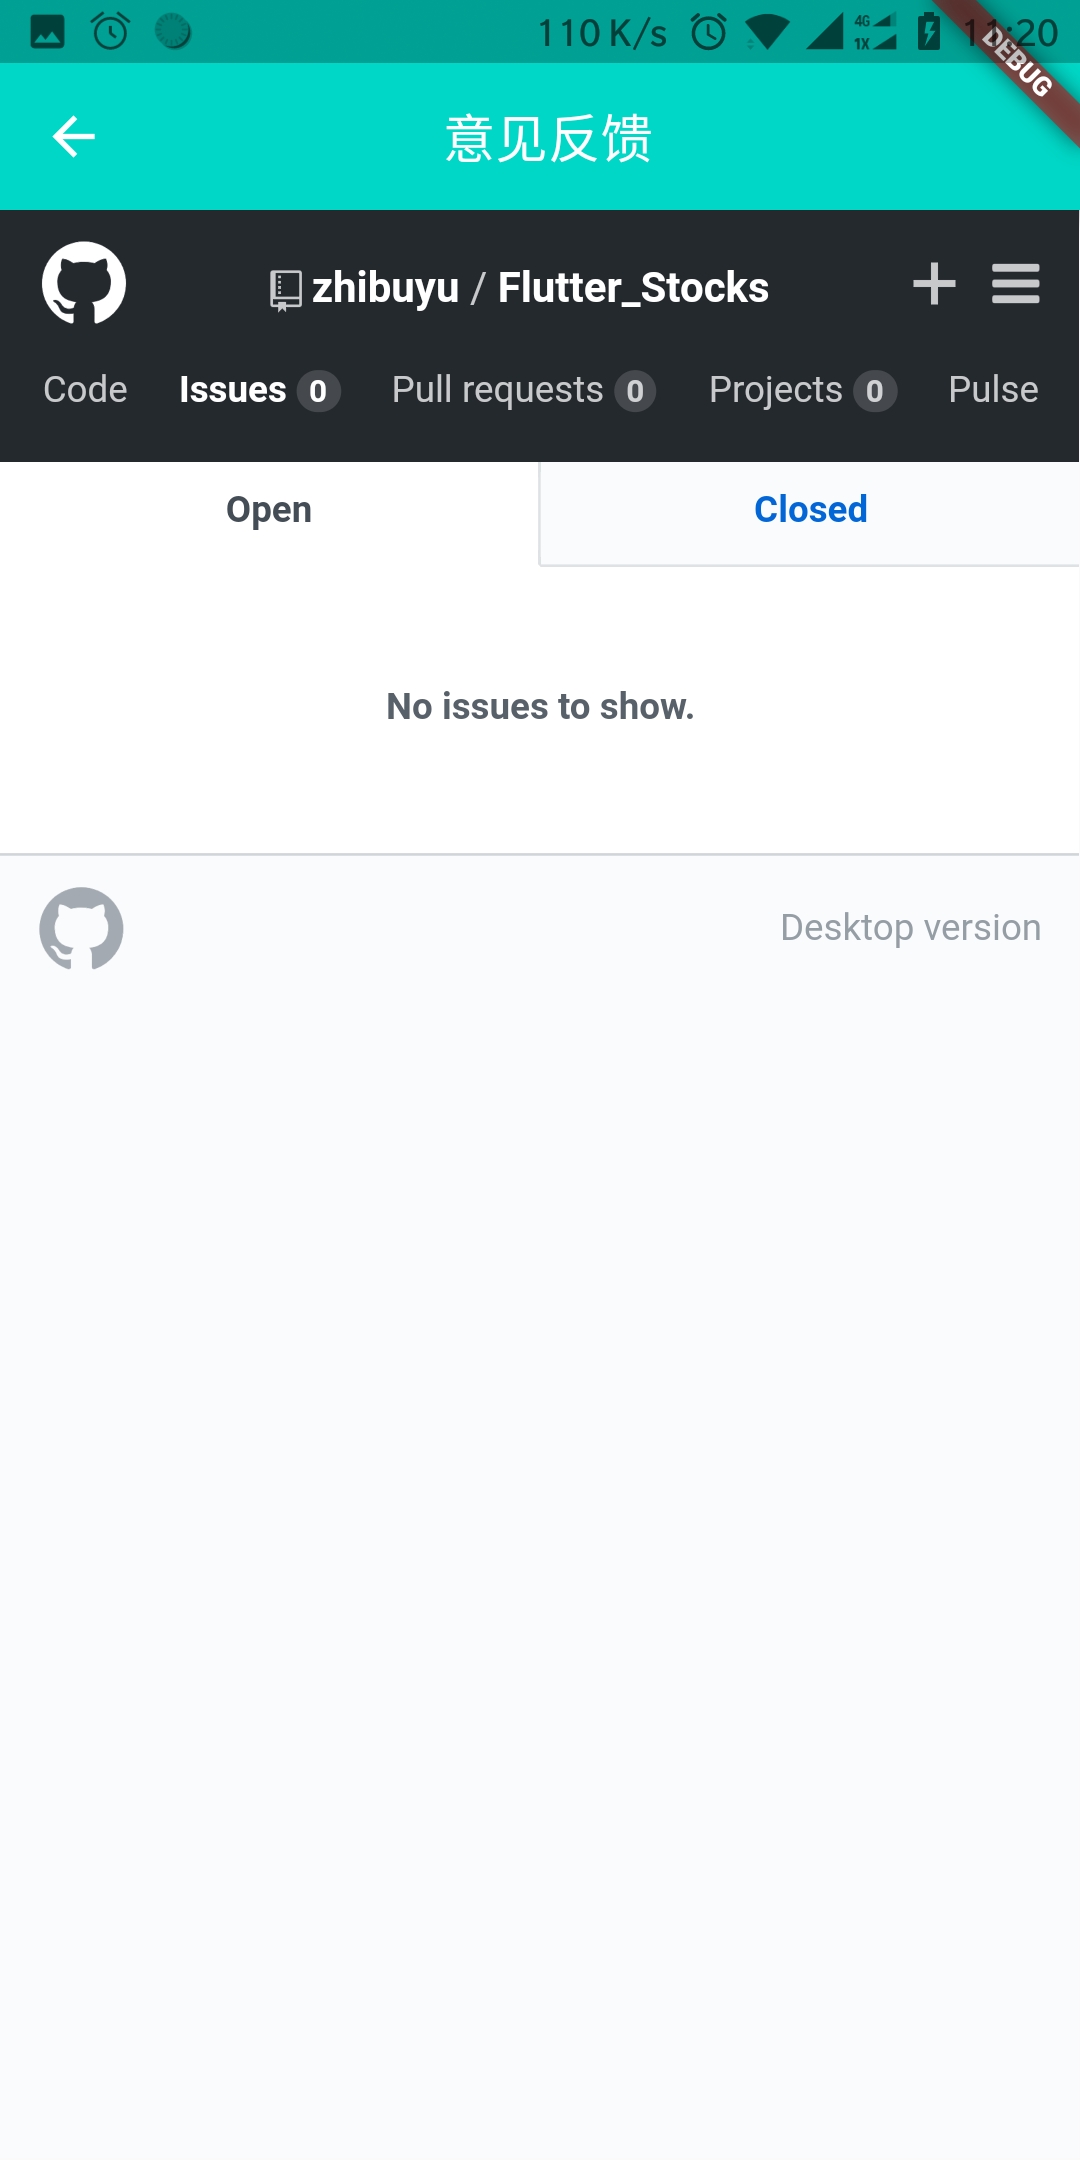 110 K/s 4G 1X 11:20
DEBUG
意见反馈
zhibuyu / Flutter_Stocks
Code Issues 0 Pull requests 0 Projects 0 Pulse
Open Closed
No issues to show.
Desktop version